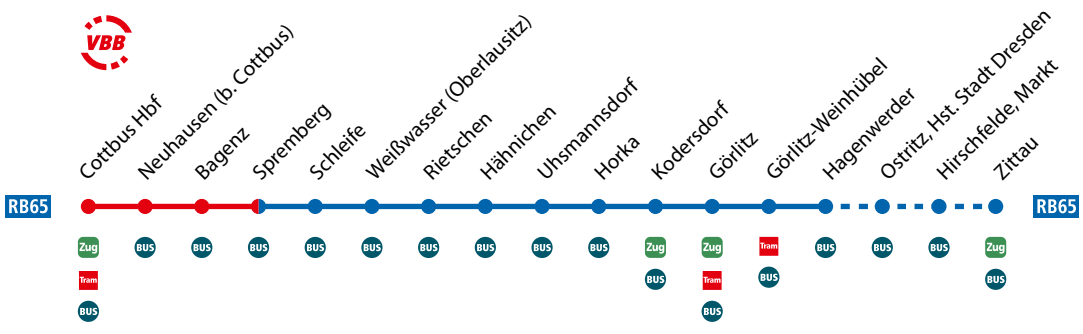 VBB
Cottbus Hbf
Neuhausen (b. Cottbus)
Bagenz
Spremberg
Schleife
Weißwasser (Oberlausitz)
Rietschen
Hähnichen
Uhsmannsdorf
Horka
Kodersdorf
Görlitz
Görlitz-Weinhübel
Hagenwerder
Ostritz, Hst. Stadt Dresden
Hirschfelde, Markt
Zittau
RB65
RB65
Zug BUS BUS BUS BUS BUS BUS BUS BUS BUS Zug Zug Tram BUS BUS BUS Zug
Tram BUS Tram BUS BUS
BUS BUS